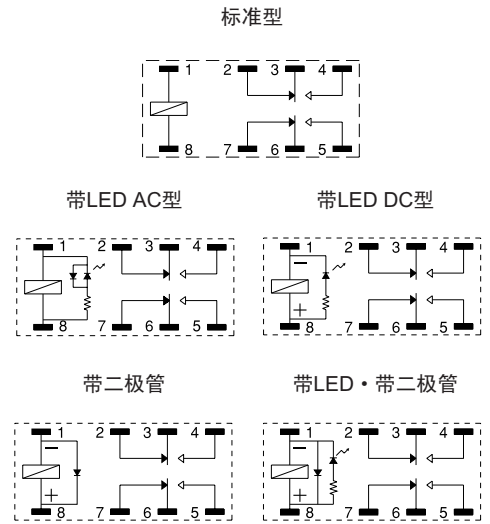 标准型
1 2 3 4
8 7 6 5
带LED AC型 带LED DC型
1 2 3 4 1 2 3 4
−
+
8 7 6 5 8 7 6 5
带二极管 带LED・带二极管
1 2 3 4 1 2 3 4
− −
+ +
8 7 6 5 8 7 6 5